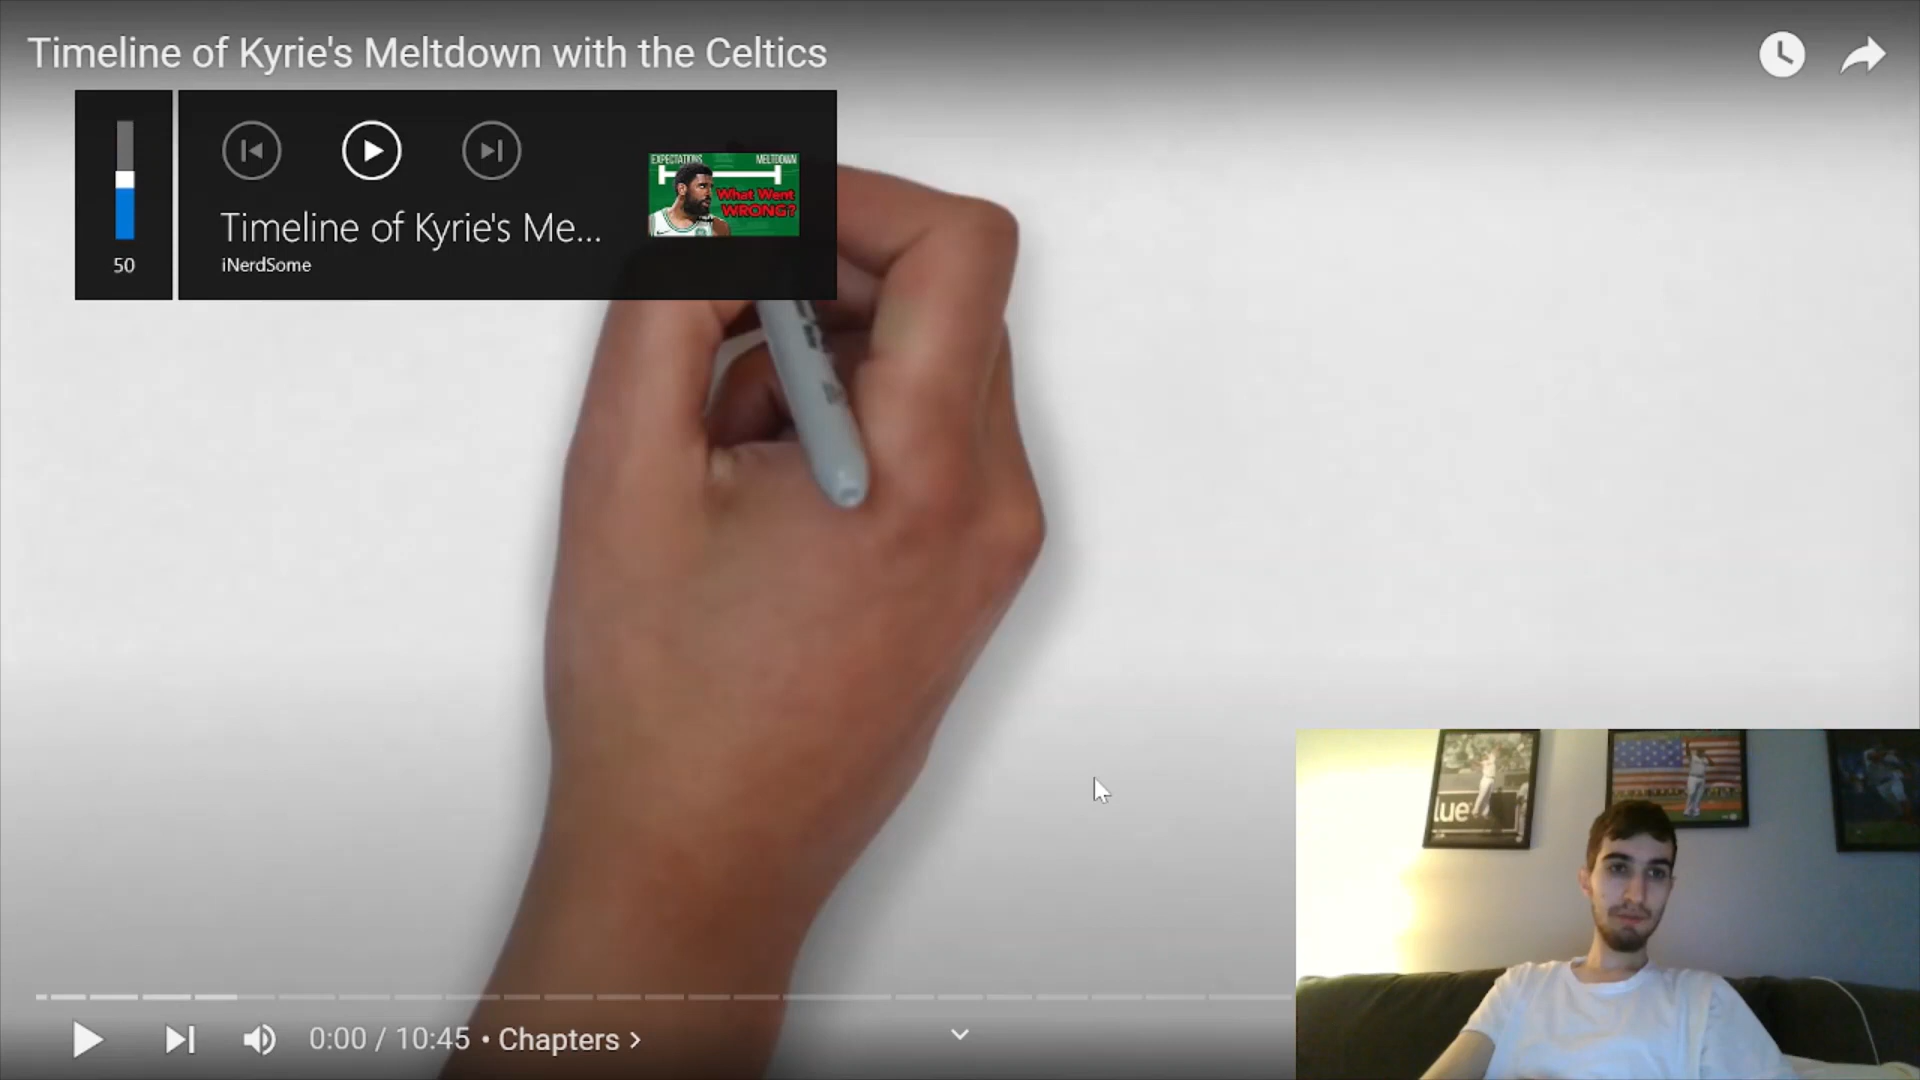 Timeline of Kyrie's Meltdown with the Celtics
50
Timeline of Kyrie's Me...
iNerdSome
EXPECTATIONS MELTDOWN
What Went
WRONG?
lue
0:00 / 10:45 • Chapters